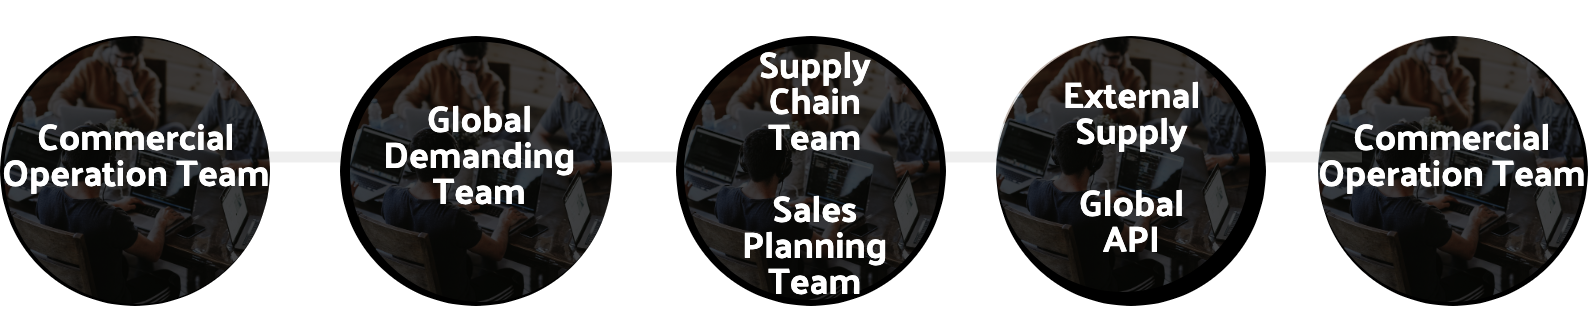 Commercial
Operation Team
Global
Demanding
Team
Supply
Chain
Team
Sales
Planning
Team
External
Supply
Global
API
Commercial
Operation Team